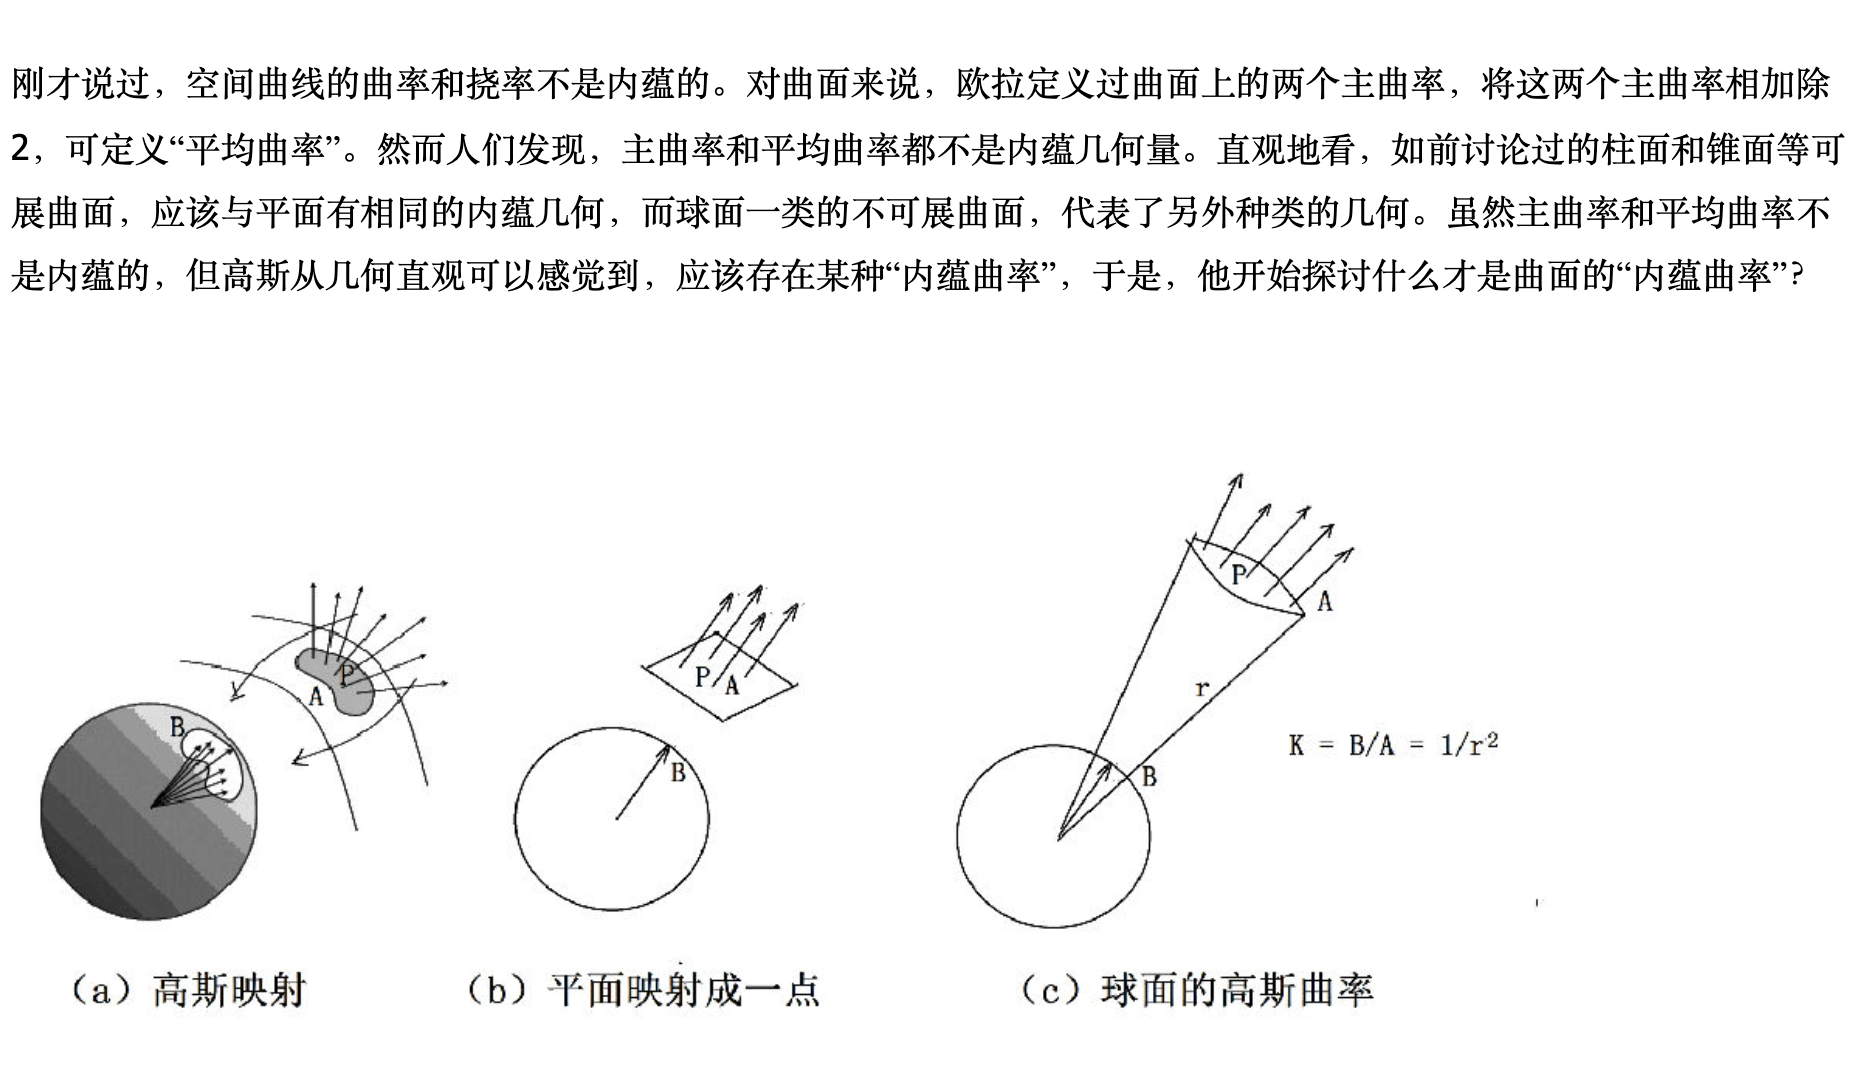 刚才说过，空间曲线的曲率和挠率不是内蕴的。对曲面来说，欧拉定义过曲面上的两个主曲率，将这两个主曲率相加除
2，可定义“平均曲率”。然而人们发现，主曲率和平均曲率都不是内蕴几何量。直观地看，如前讨论过的柱面和锥面等可
展曲面，应该与平面有相同的内蕴几何，而球面一类的不可展曲面，代表了另外种类的几何。虽然主曲率和平均曲率不
是内蕴的，但高斯从几何直观可以感觉到，应该存在某种“内蕴曲率”，于是，他开始探讨什么才是曲面的“内蕴曲率”？
P
A
B
P A
B
P
A
r
B
K = B/A = 1/r²
（a）高斯映射
（b）平面映射成一点
（c）球面的高斯曲率